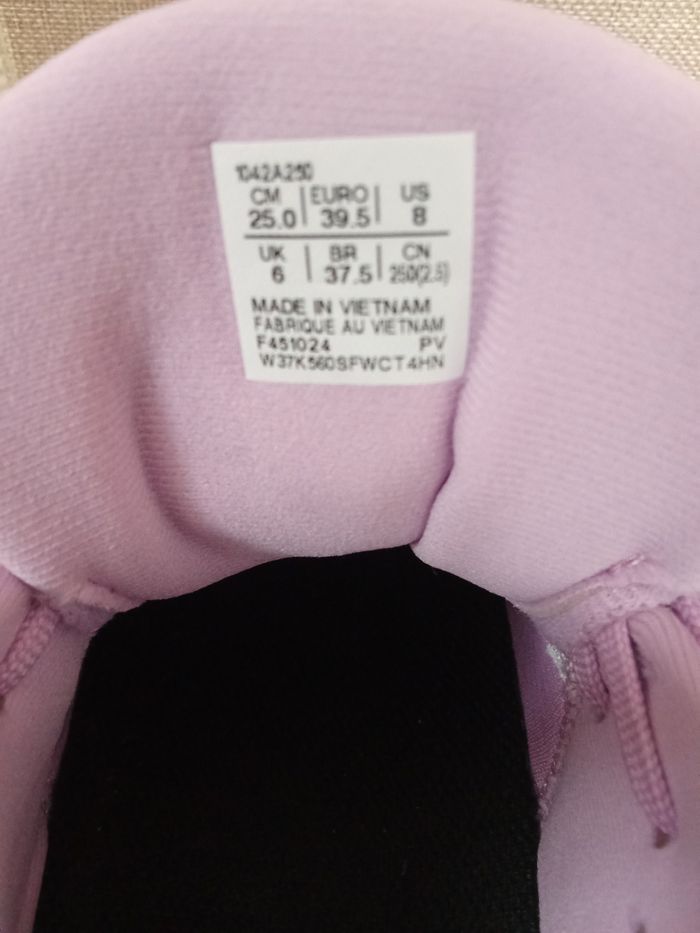 1042A250
CM | EURO | US
25.0 | 39.5 | 8
UK | BR | CN
6 | 37.5 | 250(2.5)
MADE IN VIETNAM
FABRIQUE AU VIETNAM
F451024 PV
W37K560SFWCT4HN